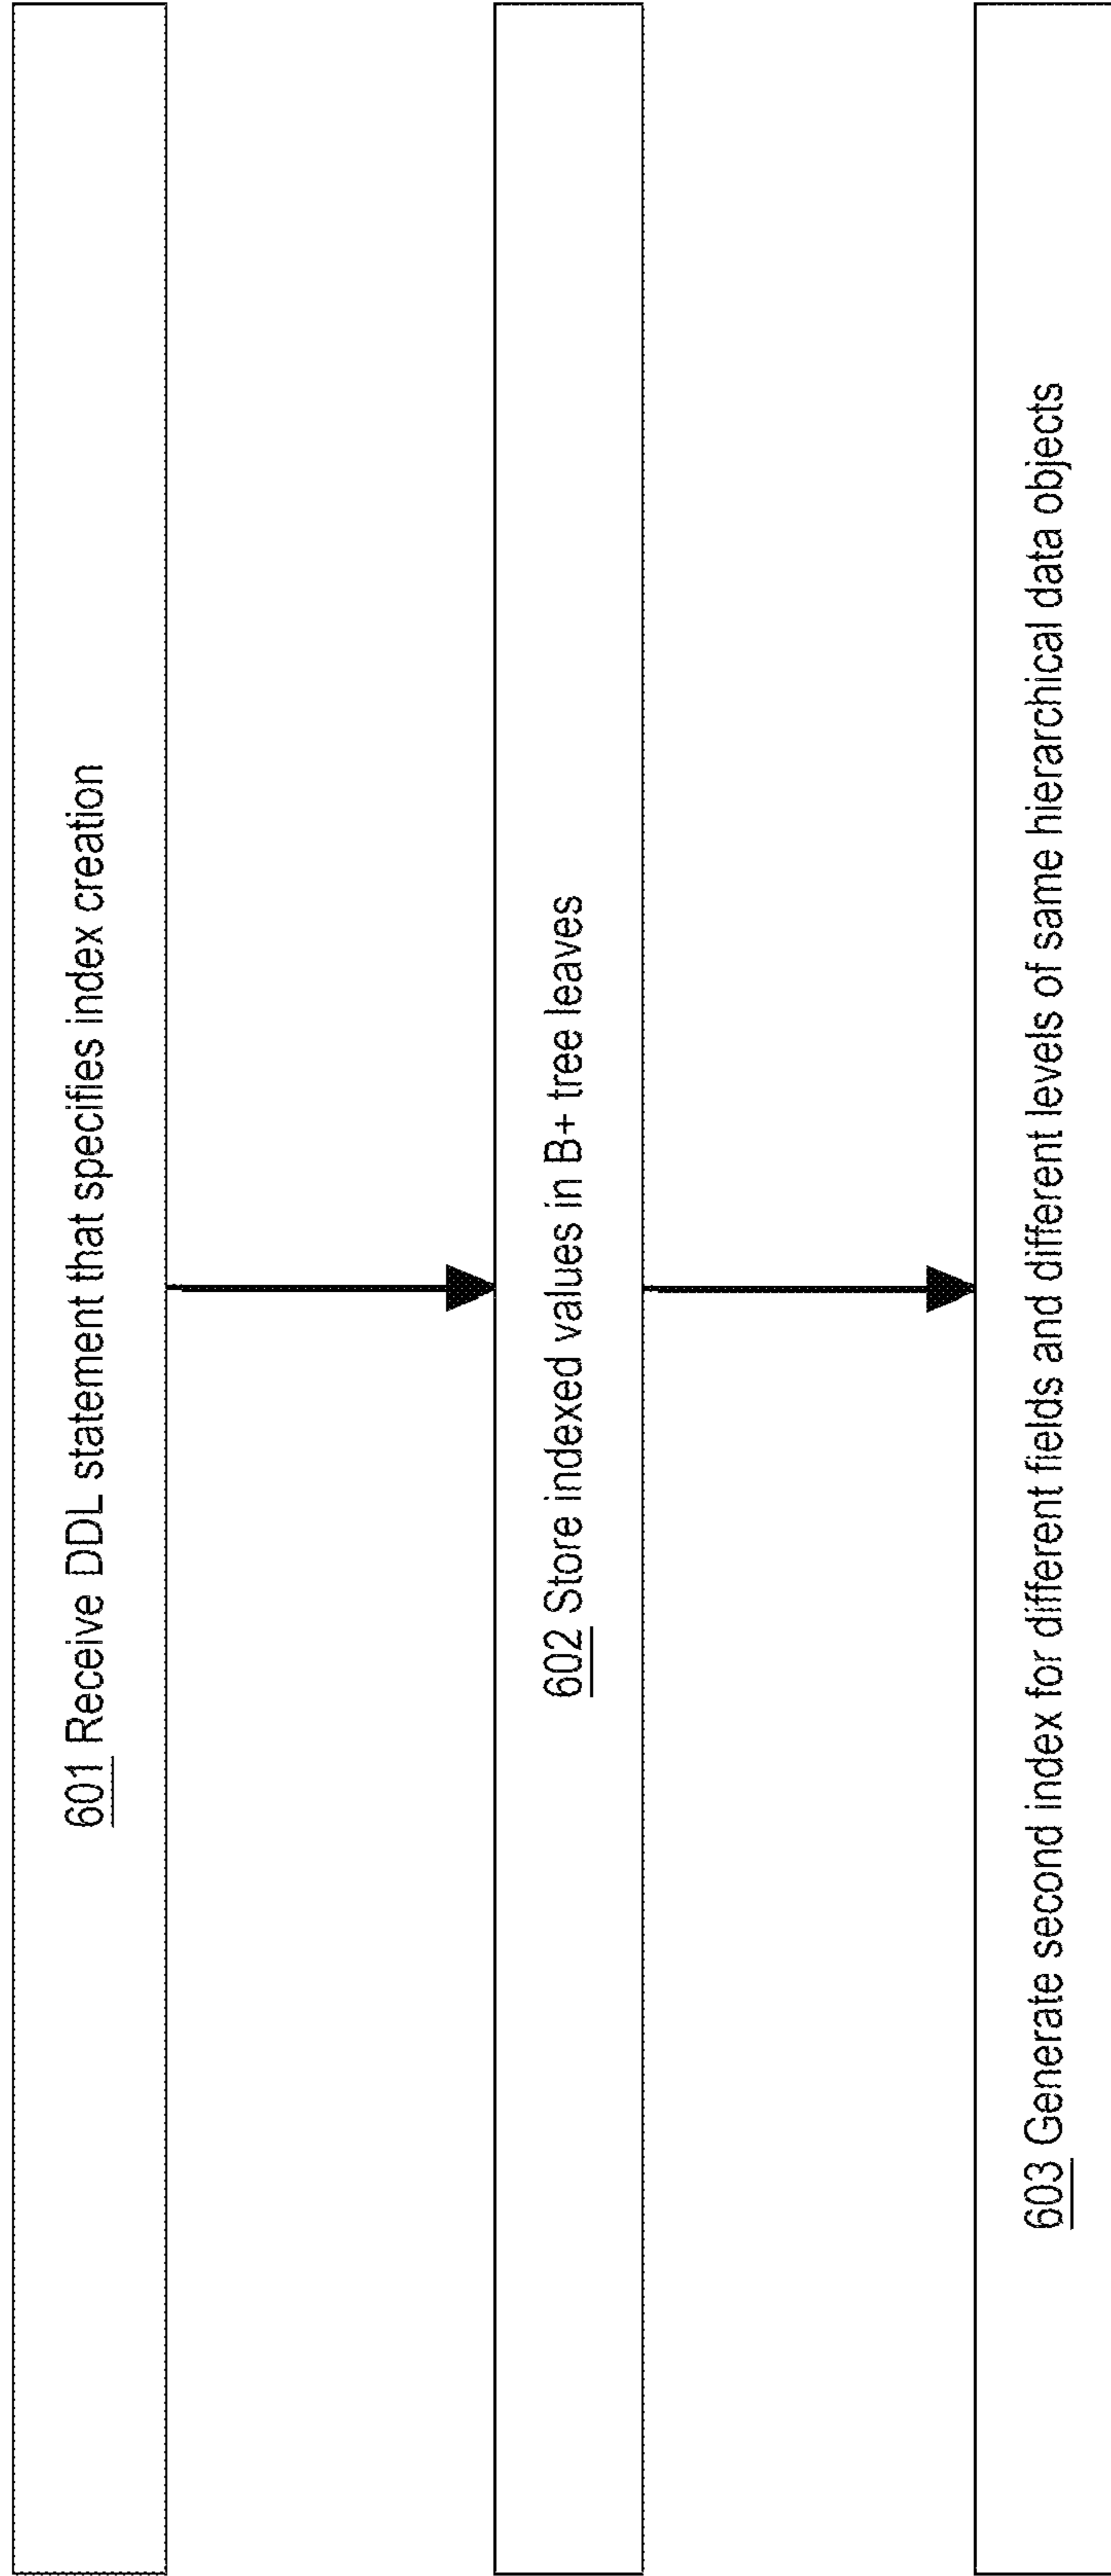 601 Receive DDL statement that specifies index creation
602 Store indexed values in B+ tree leaves
603 Generate second index for different fields and different levels of same hierarchical data objects